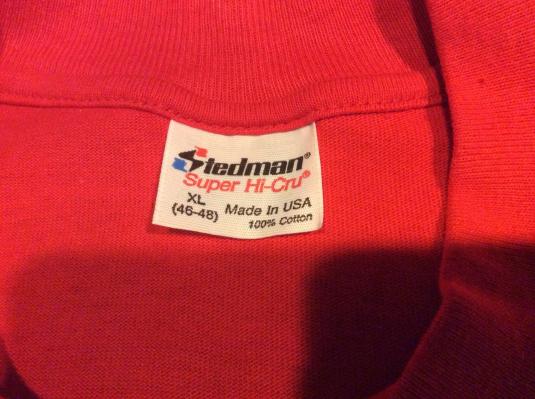 Stedman®
Super Hi-Cru®
XL
(46-48) Made In USA
100% Cotton